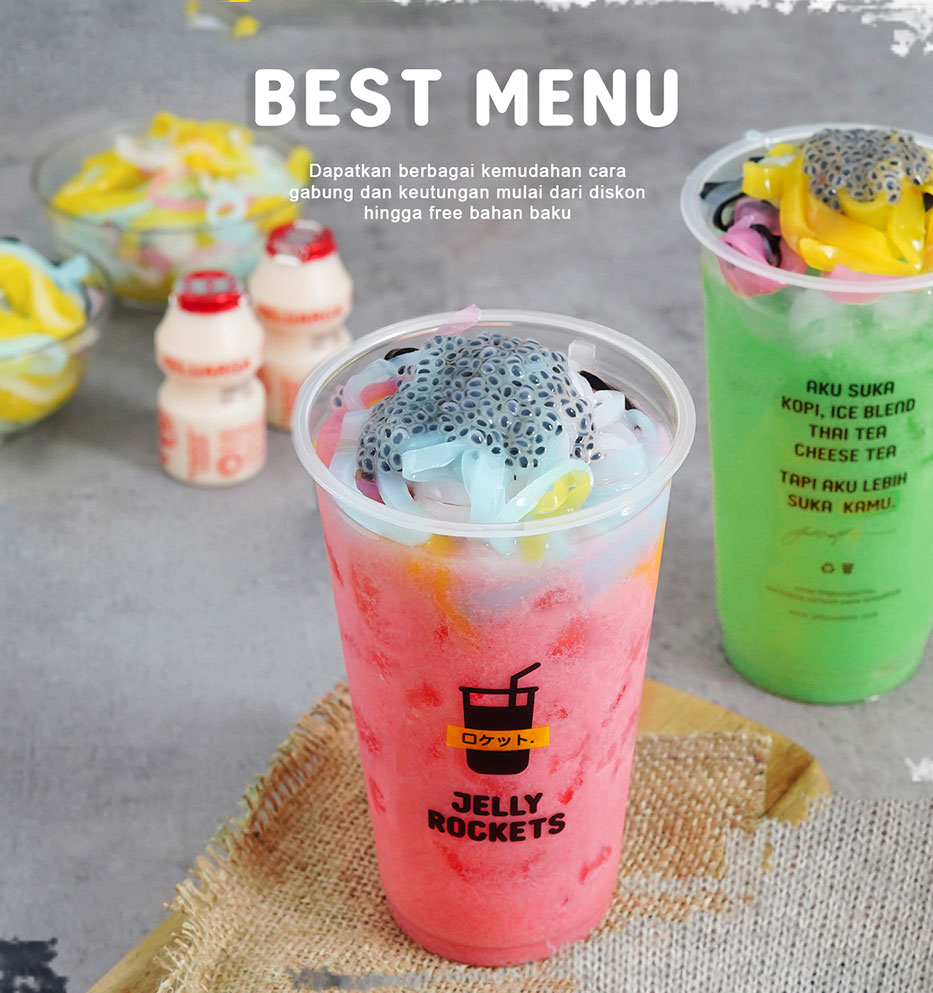 BEST MENU
Dapatkan berbagai kemudahan cara
gabung dan keutungan mulai dari diskon
hingga free bahan baku
AKU SUKA
KOPI, ICE BLEND
THAI TEA
CHEESE TEA
TAPI AKU LEBIH
SUKA KAMU.
ロケット.
JELLY
ROCKETS